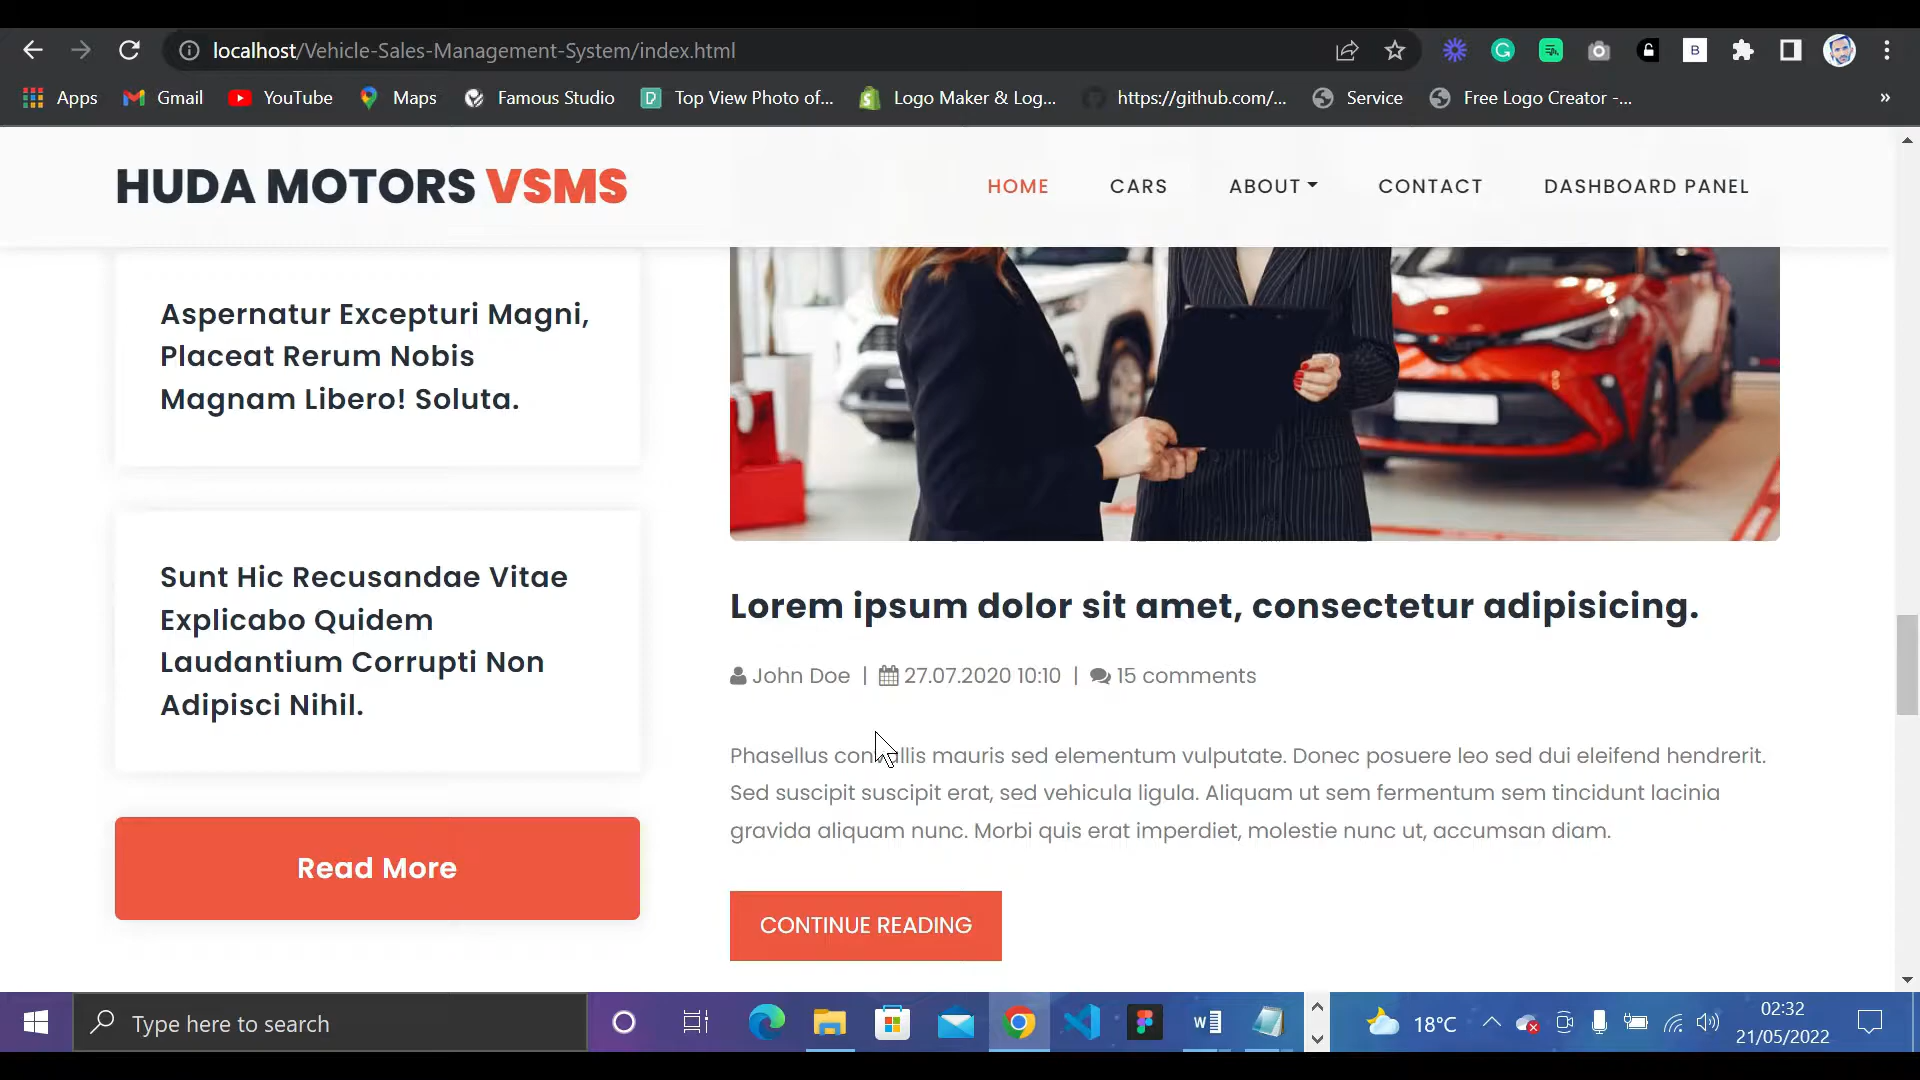 localhost/Vehicle-Sales-Management-System/index.html
B
Apps
Gmail
YouTube
Maps
Famous Studio
Top View Photo of...
Logo Maker & Log...
https://github.com/...
Service
Free Logo Creator -...
»
HUDA MOTORS VSMS
HOME
CARS
ABOUT
CONTACT
DASHBOARD PANEL
Aspernatur Excepturi Magni,
Placeat Rerum Nobis
Magnam Libero! Soluta.
Sunt Hic Recusandae Vitae
Explicabo Quidem
Laudantium Corrupti Non
Adipisci Nihil.
Read More
Lorem ipsum dolor sit amet, consectetur adipisicing.
John Doe | 27.07.2020 10:10 | 15 comments
Phasellus convallis mauris sed elementum vulputate. Donec posuere leo sed dui eleifend hendrerit.
Sed suscipit suscipit erat, sed vehicula ligula. Aliquam ut sem fermentum sem tincidunt lacinia
gravida aliquam nunc. Morbi quis erat imperdiet, molestie nunc ut, accumsan diam.
CONTINUE READING
Type here to search
18°C
02:32
21/05/2022